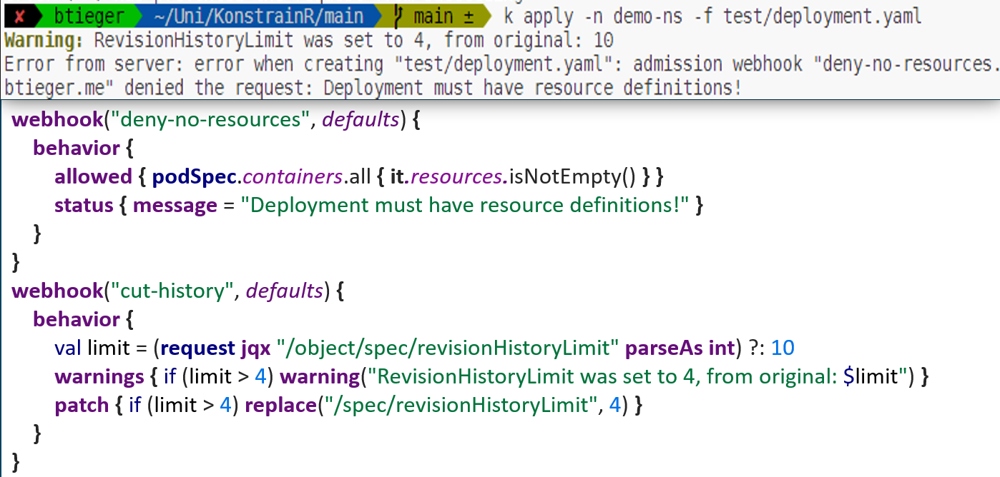 ✘ btieger ~/Uni/KonstrainR/main main ± k apply -n demo-ns -f test/deployment.yaml
Warning: RevisionHistoryLimit was set to 4, from original: 10
Error from server: error when creating "test/deployment.yaml": admission webhook "deny-no-resources.
btieger.me" denied the request: Deployment must have resource definitions!
webhook("deny-no-resources", defaults) {
behavior {
allowed { podSpec.containers.all { it.resources.isNotEmpty() } }
status { message = "Deployment must have resource definitions!" }
}
}
webhook("cut-history", defaults) {
behavior {
val limit = (request jqx "/object/spec/revisionHistoryLimit" parseAs int) ?: 10
warnings { if (limit > 4) warning("RevisionHistoryLimit was set to 4, from original: $limit") }
patch { if (limit > 4) replace("/spec/revisionHistoryLimit", 4) }
}
}